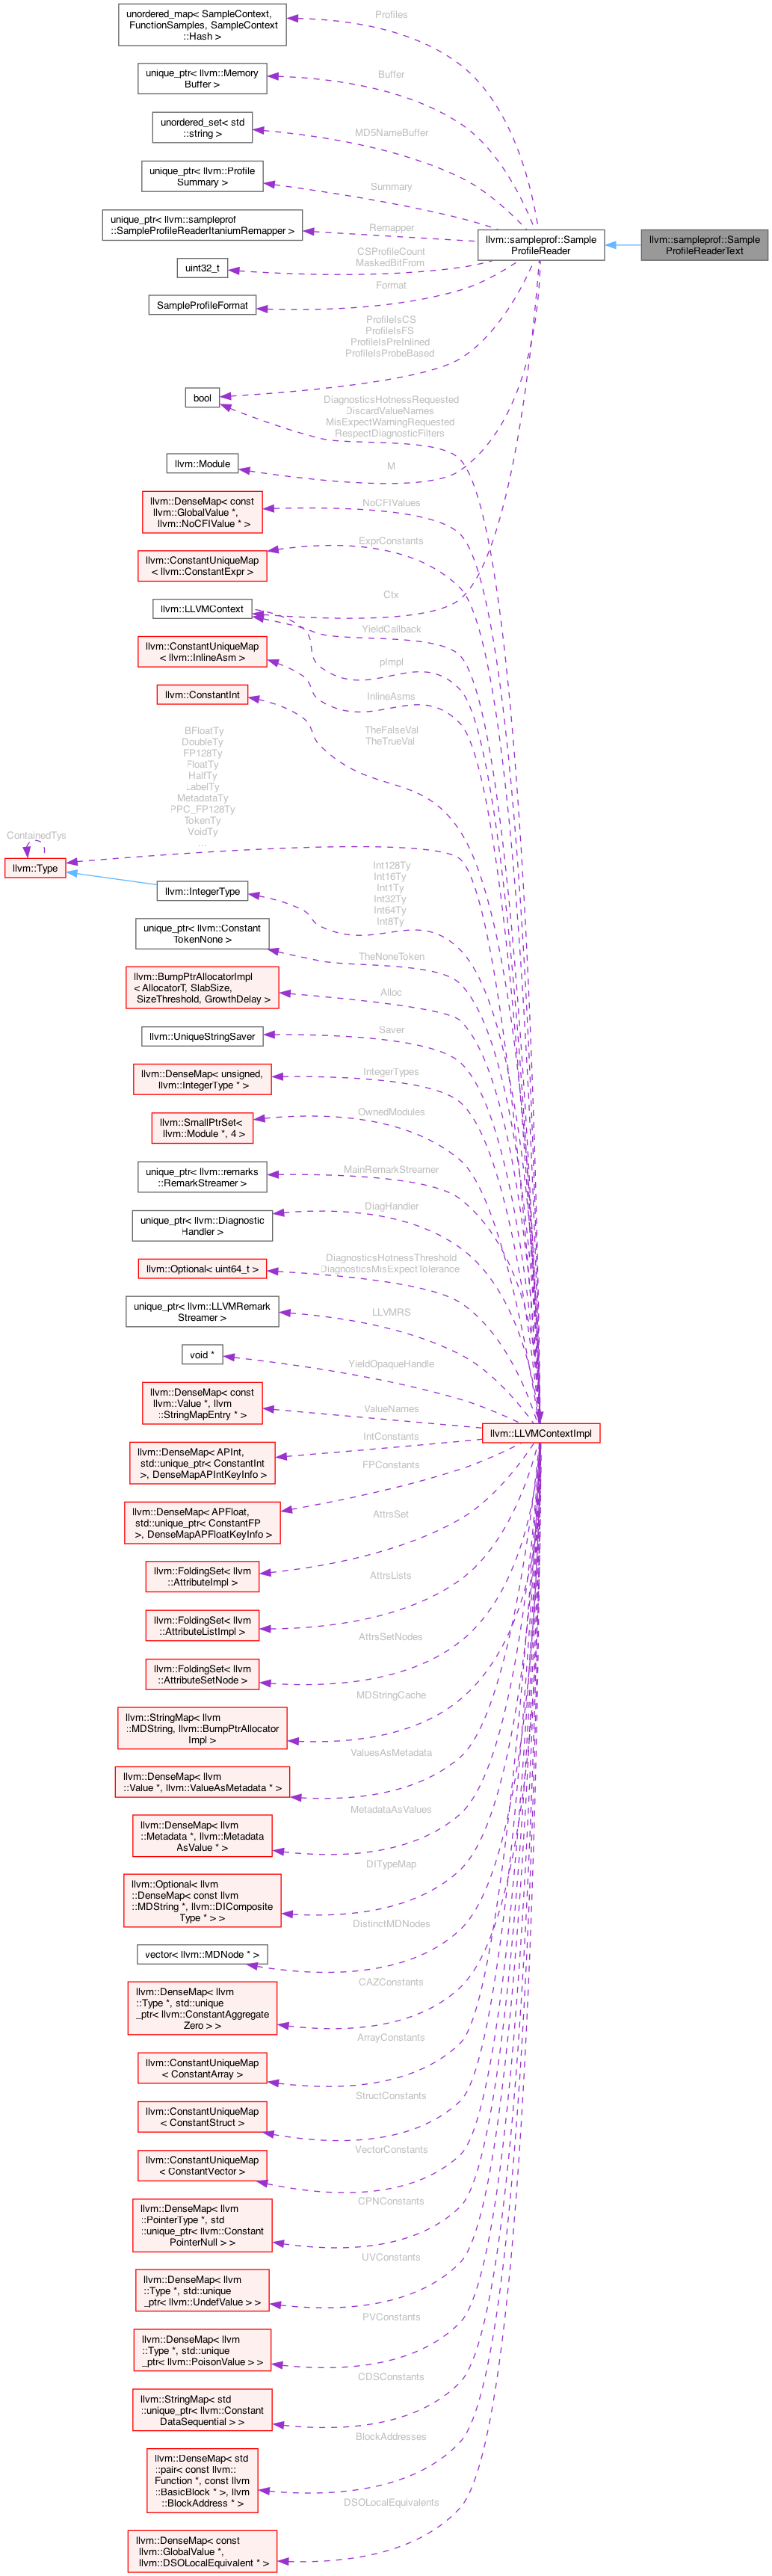 unordered_map< SampleContext,
FunctionSamples, SampleContext
::Hash >
Profiles
unique_ptr< llvm::Memory
Buffer >
Buffer
unordered_set< std
::string >
MD5NameBuffer
unique_ptr< llvm::Profile
Summary >
Summary
unique_ptr< llvm::sampleprof
::SampleProfileReaderItaniumRemapper >
Remapper
llvm::sampleprof::Sample
ProfileReader
llvm::sampleprof::Sample
ProfileReaderText
uint32_t
CSProfileCount
MaskedBitFrom
SampleProfileFormat
Format
ProfileIsCS
ProfileIsFS
ProfileIsPreInlined
ProfileIsProbeBased
bool
DiagnosticsHotnessRequested
DiscardValueNames
MisExpectWarningRequested
RespectDiagnosticFilters
llvm::Module
M
llvm::DenseMap< const
llvm::GlobalValue *,
llvm::NoCFIValue * >
NoCFIValues
llvm::ConstantUniqueMap
< llvm::ConstantExpr >
ExprConstants
llvm::LLVMContext
Ctx
YieldCallback
pImpl
llvm::ConstantUniqueMap
< llvm::InlineAsm >
InlineAsms
llvm::ConstantInt
TheFalseVal
TheTrueVal
BFloatTy
DoubleTy
FP128Ty
FloatTy
HalfTy
LabelTy
MetadataTy
PPC_FP128Ty
TokenTy
VoidTy
...
ContainedTys
llvm::Type
llvm::IntegerType
Int128Ty
Int16Ty
Int1Ty
Int32Ty
Int64Ty
Int8Ty
unique_ptr< llvm::Constant
TokenNone >
TheNoneToken
llvm::BumpPtrAllocatorImpl
< AllocatorT, SlabSize,
SizeThreshold, GrowthDelay >
Alloc
llvm::UniqueStringSaver
Saver
llvm::DenseMap< unsigned,
llvm::IntegerType * >
IntegerTypes
llvm::SmallPtrSet<
llvm::Module *, 4 >
OwnedModules
unique_ptr< llvm::remarks
::RemarkStreamer >
MainRemarkStreamer
unique_ptr< llvm::Diagnostic
Handler >
DiagHandler
llvm::Optional< uint64_t >
DiagnosticsHotnessThreshold
DiagnosticsMisExpectTolerance
unique_ptr< llvm::LLVMRemark
Streamer >
LLVMRS
void *
YieldOpaqueHandle
llvm::DenseMap< const
llvm::Value *, llvm
::StringMapEntry * >
ValueNames
llvm::LLVMContextImpl
llvm::DenseMap< APInt,
std::unique_ptr< ConstantInt
>, DenseMapAPIntKeyInfo >
IntConstants
llvm::DenseMap< APFloat,
std::unique_ptr< ConstantFP
>, DenseMapAPFloatKeyInfo >
FPConstants
llvm::FoldingSet< llvm
::AttributeImpl >
AttrsSet
llvm::FoldingSet< llvm
::AttributeListImpl >
AttrsLists
llvm::FoldingSet< llvm
::AttributeSetNode >
AttrsSetNodes
llvm::StringMap< llvm
::MDString, llvm::BumpPtrAllocator
Impl >
MDStringCache
llvm::DenseMap< llvm
::Value *, llvm::ValueAsMetadata * >
ValuesAsMetadata
llvm::DenseMap< llvm
::Metadata *, llvm::Metadata
AsValue * >
MetadataAsValues
llvm::Optional< llvm
::DenseMap< const llvm
::MDString *, llvm::DIComposite
Type * > >
DITypeMap
vector< llvm::MDNode * >
DistinctMDNodes
llvm::DenseMap< llvm
::Type *, std::unique
_ptr< llvm::ConstantAggregate
Zero > >
CAZConstants
llvm::ConstantUniqueMap
< ConstantArray >
ArrayConstants
llvm::ConstantUniqueMap
< ConstantStruct >
StructConstants
llvm::ConstantUniqueMap
< ConstantVector >
VectorConstants
llvm::DenseMap< llvm
::PointerType *, std
::unique_ptr< llvm::Constant
PointerNull > >
CPNConstants
llvm::DenseMap< llvm
::Type *, std::unique
_ptr< llvm::UndefValue > >
UVConstants
llvm::DenseMap< llvm
::Type *, std::unique
_ptr< llvm::PoisonValue > >
PVConstants
llvm::StringMap< std
::unique_ptr< llvm::Constant
DataSequential > >
CDSConstants
llvm::DenseMap< std
::pair< const llvm::
Function *, const llvm
::BasicBlock * >, llvm
::BlockAddress * >
BlockAddresses
llvm::DenseMap< const
llvm::GlobalValue *,
llvm::DSOLocalEquivalent * >
DSOLocalEquivalents